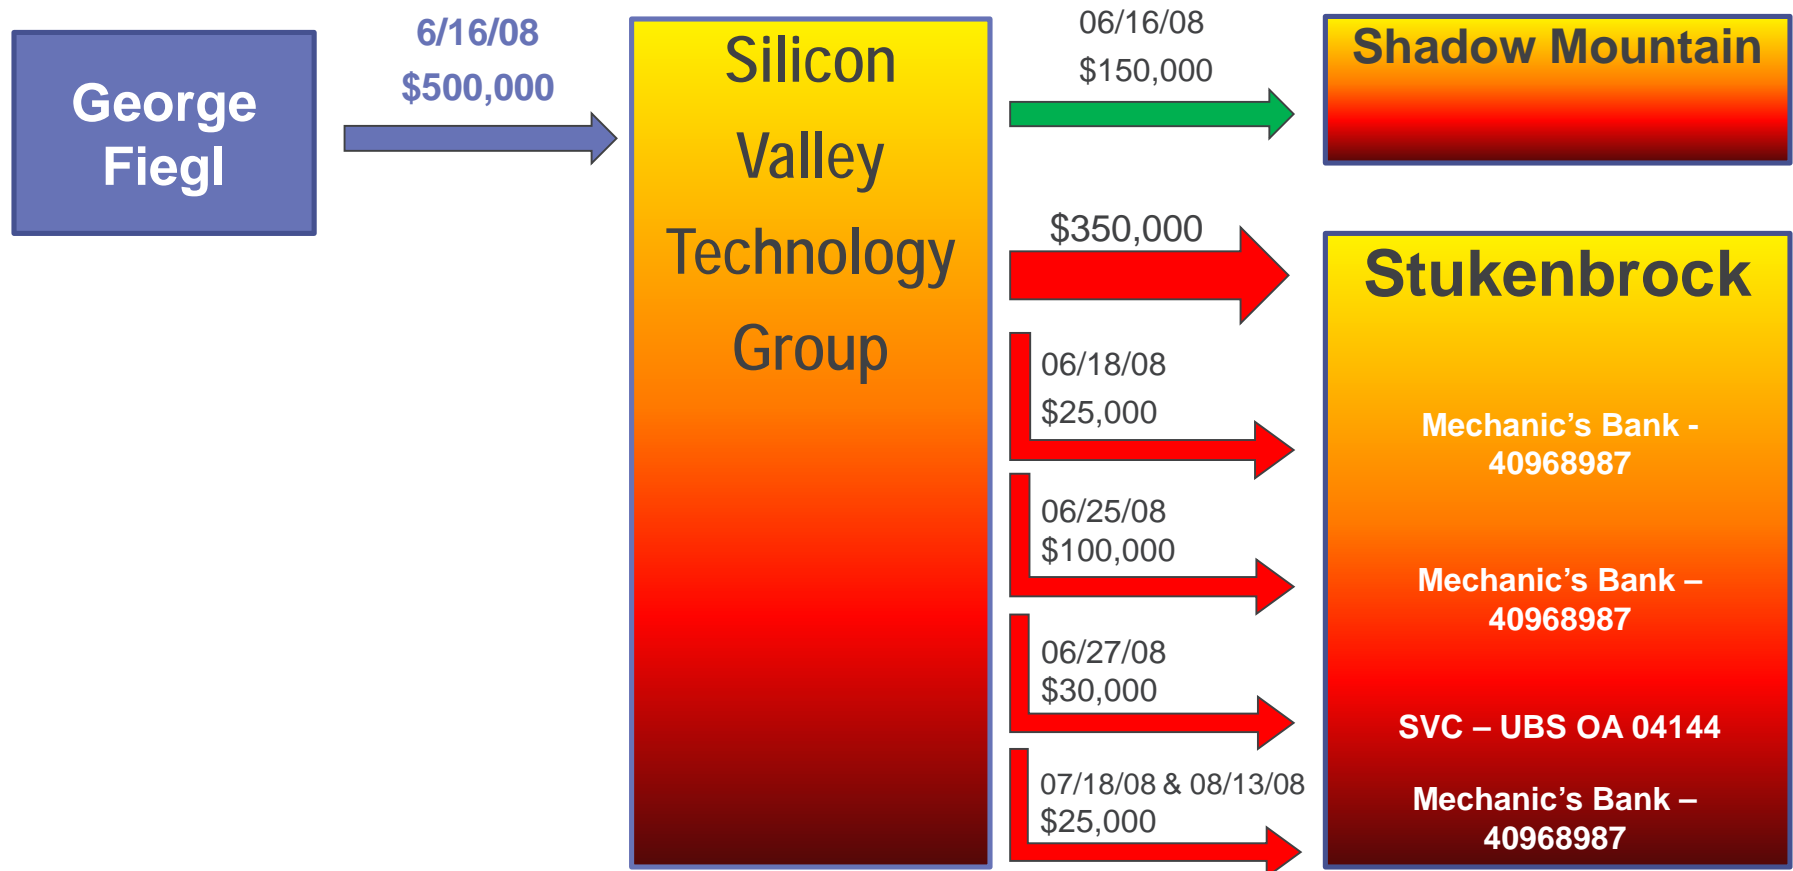 George
Fiegl
6/16/08
$500,000
Silicon
Valley
Technology
Group
06/16/08
$150,000
Shadow Mountain
$350,000
Stukenbrock
06/18/08
$25,000
Mechanic’s Bank -
40968987
06/25/08
$100,000
Mechanic’s Bank –
40968987
06/27/08
$30,000
SVC – UBS OA 04144
07/18/08 & 08/13/08
$25,000
Mechanic’s Bank –
40968987